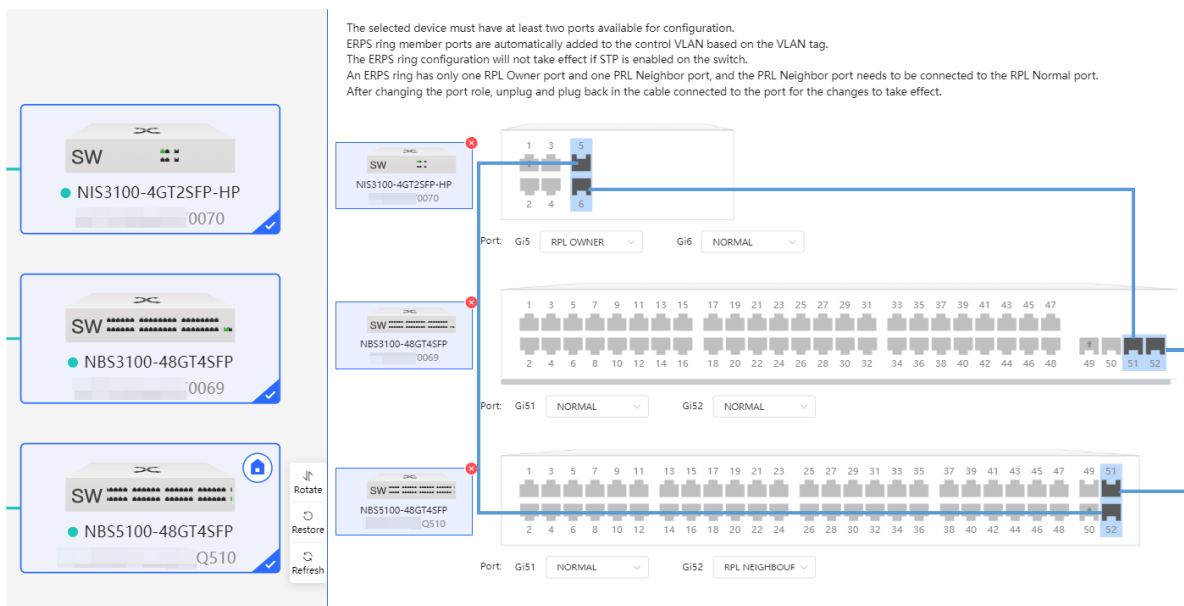 SW
NIS3100-4GT2SFP-HP
0070
SW
NBS3100-48GT4SFP
0069
SW
NBS5100-48GT4SFP
Q510
Rotate
Restore
Refresh
The selected device must have at least two ports available for configuration.
ERPS ring member ports are automatically added to the control VLAN based on the VLAN tag.
The ERPS ring configuration will not take effect if STP is enabled on the switch.
An ERPS ring has only one RPL Owner port and one PRL Neighbor port, and the PRL Neighbor port needs to be connected to the RPL Normal port.
After changing the port role, unplug and plug back in the cable connected to the port for the changes to take effect.
SW
NIS3100-4GT2SFP-HP
0070
1 3 5
2 4 6
Port: Gi5 RPL OWNER Gi6 NORMAL
SW
NBS3100-48GT4SFP
0069
1 3 5 7 9 11 13 15 17 19 21 23 25 27 29 31 33 35 37 39 41 43 45 47
2 4 6 8 10 12 14 16 18 20 22 24 26 28 30 32 34 36 38 40 42 44 46 48 49 50 51 52
Port: Gi51 NORMAL Gi52 NORMAL
SW
NBS5100-48GT4SFP
Q510
1 3 5 7 9 11 13 15 17 19 21 23 25 27 29 31 33 35 37 39 41 43 45 47 49 51
2 4 6 8 10 12 14 16 18 20 22 24 26 28 30 32 34 36 38 40 42 44 46 48 50 52
Port: Gi51 NORMAL Gi52 RPL NEIGHBOUR